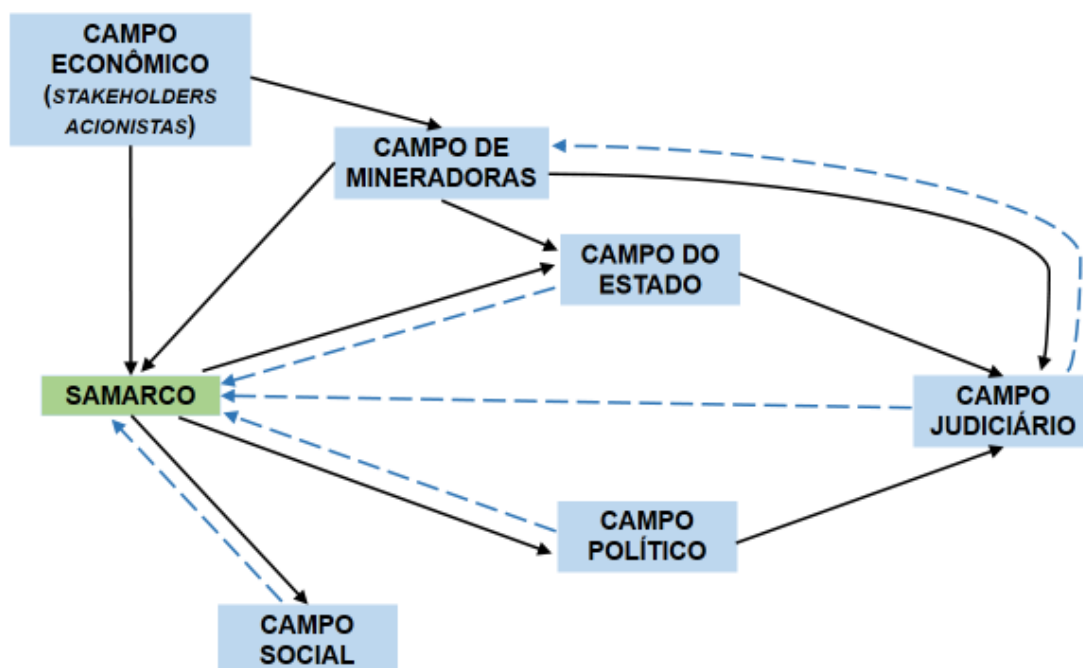 CAMPO
ECONÔMICO
(STAKEHOLDERS
ACIONISTAS)
CAMPO DE
MINERADORAS
CAMPO DO
ESTADO
SAMARCO
CAMPO
JUDICIÁRIO
CAMPO
POLÍTICO
CAMPO
SOCIAL